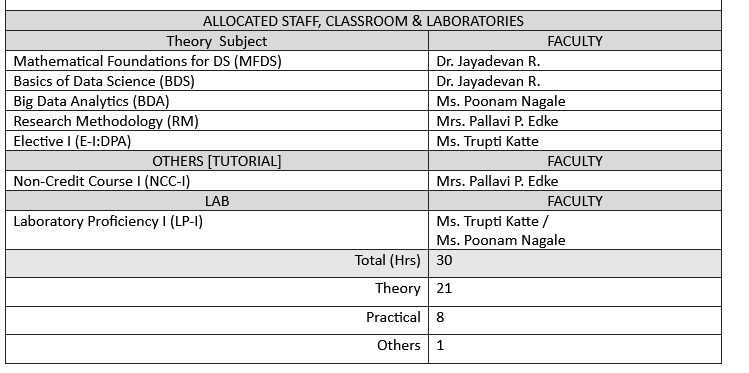 ALLOCATED STAFF, CLASSROOM & LABORATORIES
Theory Subject FACULTY
Mathematical Foundations for DS (MFDS) Dr. Jayadevan R.
Basics of Data Science (BDS) Dr. Jayadevan R.
Big Data Analytics (BDA) Ms. Poonam Nagale
Research Methodology (RM) Mrs. Pallavi P. Edke
Elective I (E-I:DPA) Ms. Trupti Katte
OTHERS [TUTORIAL] FACULTY
Non-Credit Course I (NCC-I) Mrs. Pallavi P. Edke
LAB FACULTY
Laboratory Proficiency I (LP-I) Ms. Trupti Katte /
Ms. Poonam Nagale
Total (Hrs) 30
Theory 21
Practical 8
Others 1